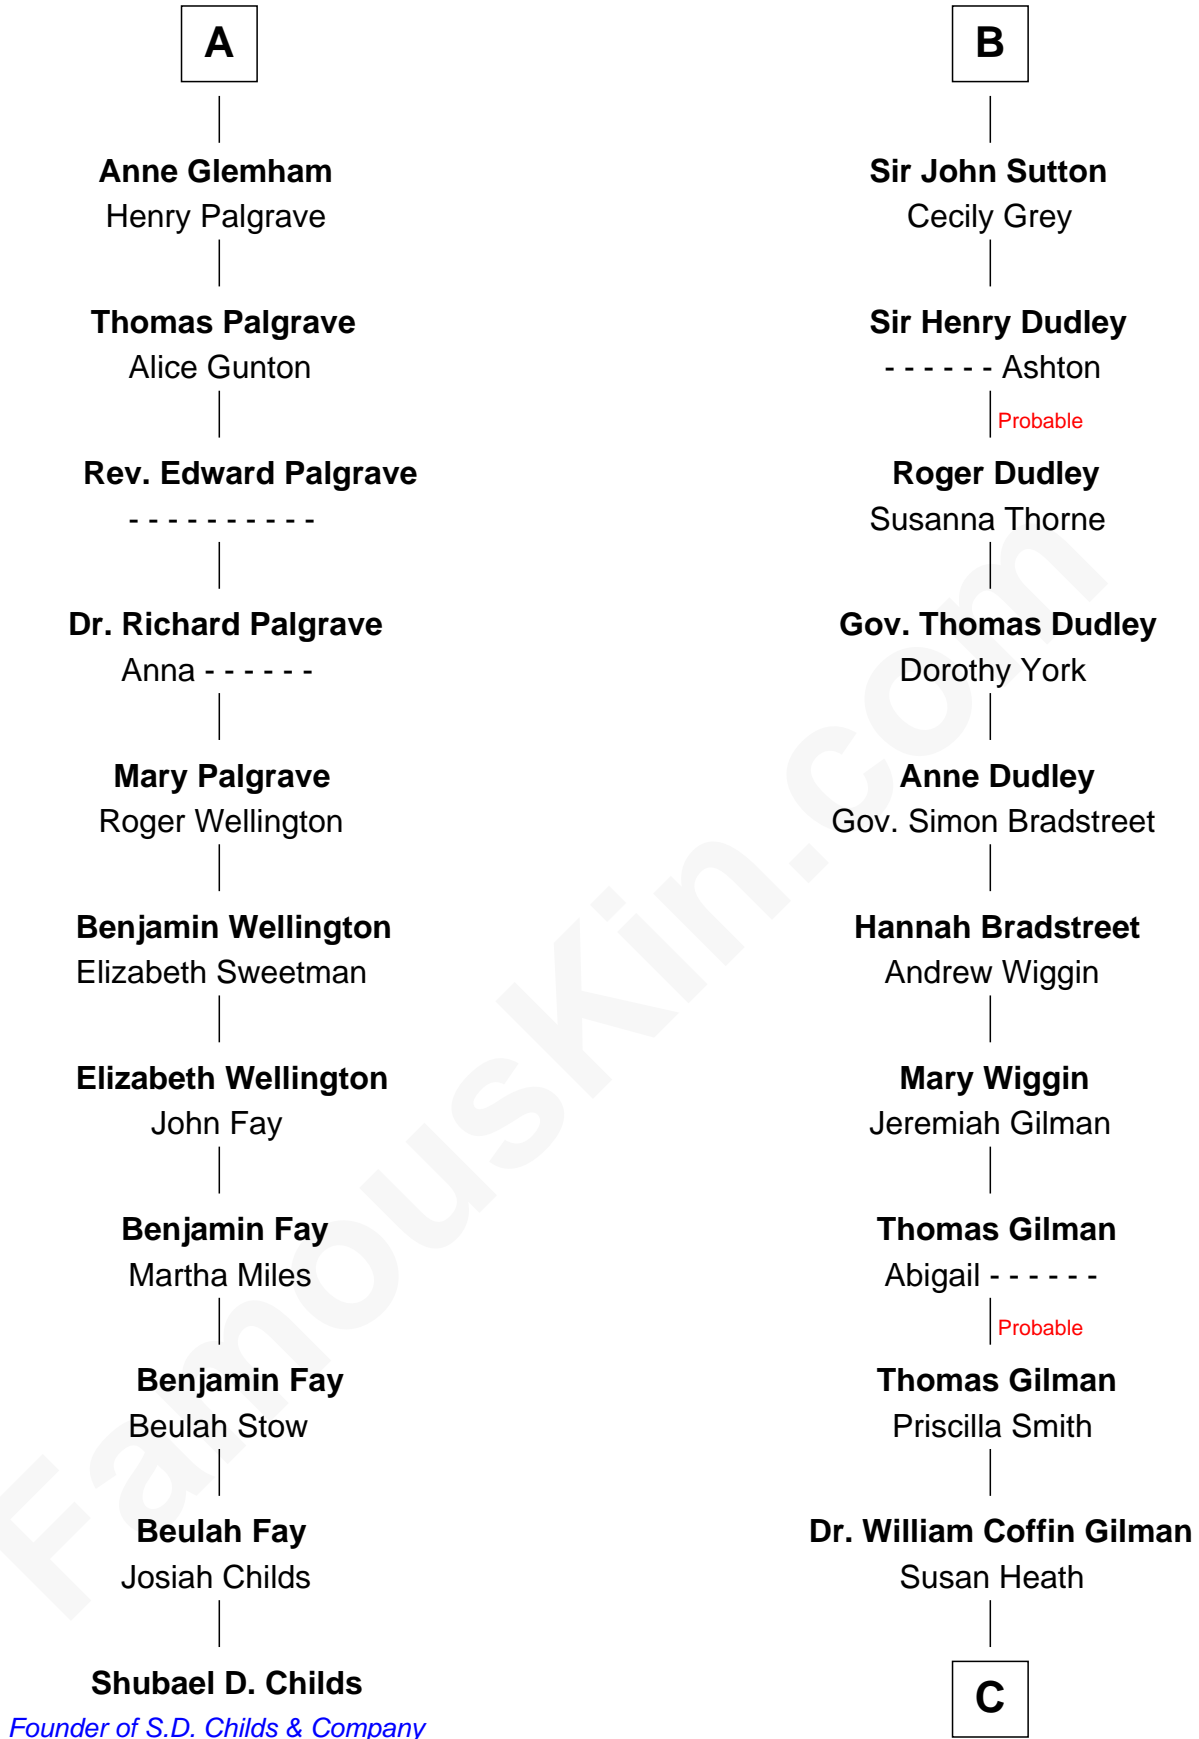 A
Anne Glemham
Henry Palgrave
Thomas Palgrave
Alice Gunton
Rev. Edward Palgrave
- - - - - - - - - -
Dr. Richard Palgrave
Anna - - - - - -
Mary Palgrave
Roger Wellington
Benjamin Wellington
Elizabeth Sweetman
Elizabeth Wellington
John Fay
Benjamin Fay
Martha Miles
Benjamin Fay
Beulah Stow
Beulah Fay
Josiah Childs
Shubael D. Childs
Founder of S.D. Childs & Company
B
Sir John Sutton
Cecily Grey
Sir Henry Dudley
- - - - - - Ashton
Probable
Roger Dudley
Susanna Thorne
Gov. Thomas Dudley
Dorothy York
Anne Dudley
Gov. Simon Bradstreet
Hannah Bradstreet
Andrew Wiggin
Mary Wiggin
Jeremiah Gilman
Thomas Gilman
Abigail - - - - - -
Probable
Thomas Gilman
Priscilla Smith
Dr. William Coffin Gilman
Susan Heath
C
FamousKin.com